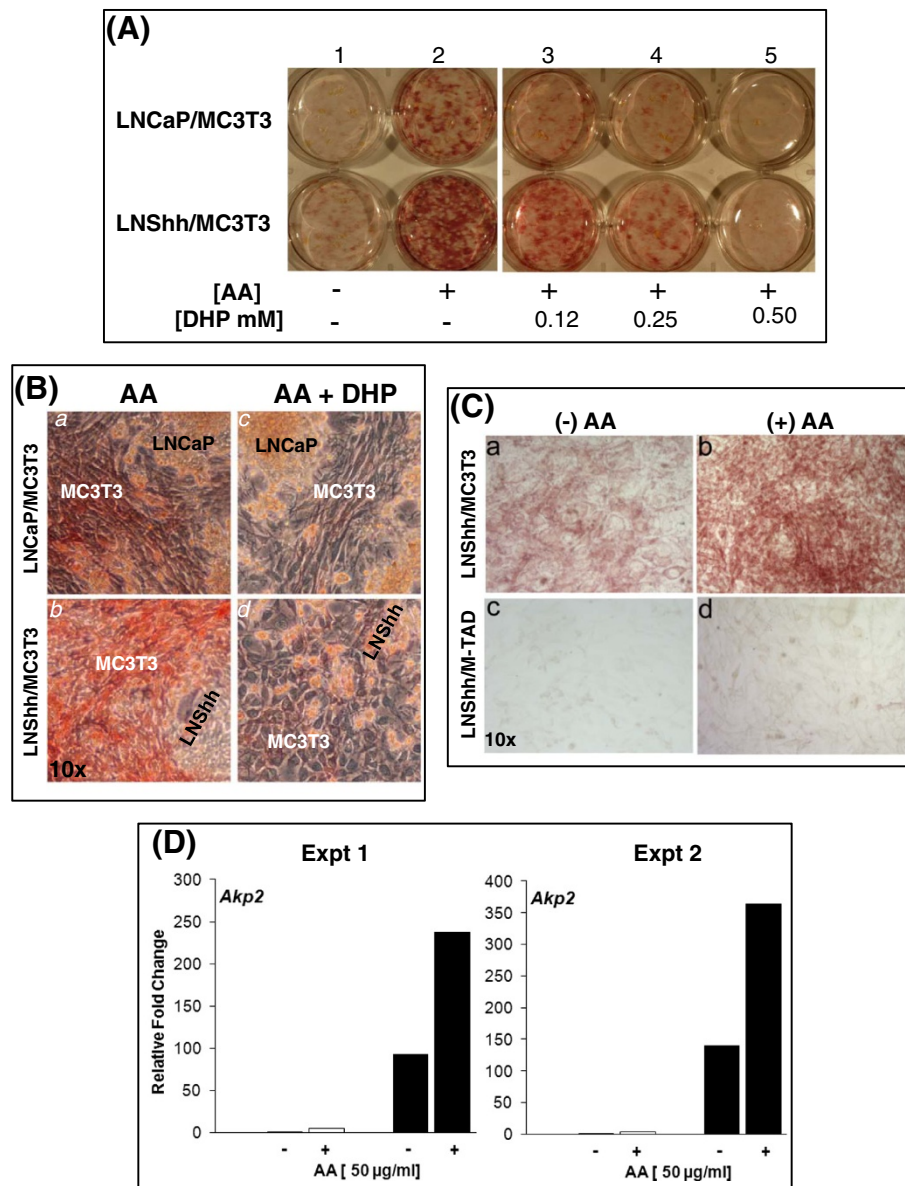 (A)
1 2 3 4 5
LNCaP/MC3T3
LNShh/MC3T3
[AA] - + + + +
[DHP mM] - - 0.12 0.25 0.50
(B)
AA AA + DHP
LNCaP/MC3T3
a LNCaP MC3T3
c LNCaP MC3T3
LNShh/MC3T3
b MC3T3 LNShh 10x
d LNShh MC3T3
(C)
(-) AA (+) AA
LNShh/MC3T3
a b
LNShh/M-TAD
c d
10x
(D)
Expt 1 Expt 2
Relative Fold Change
300
250
200
150
100
50
0
Akp2
- + - +
AA [ 50 µg/ml]
400
350
300
250
200
150
100
50
0
Akp2
- + - +
AA [ 50 µg/ml]